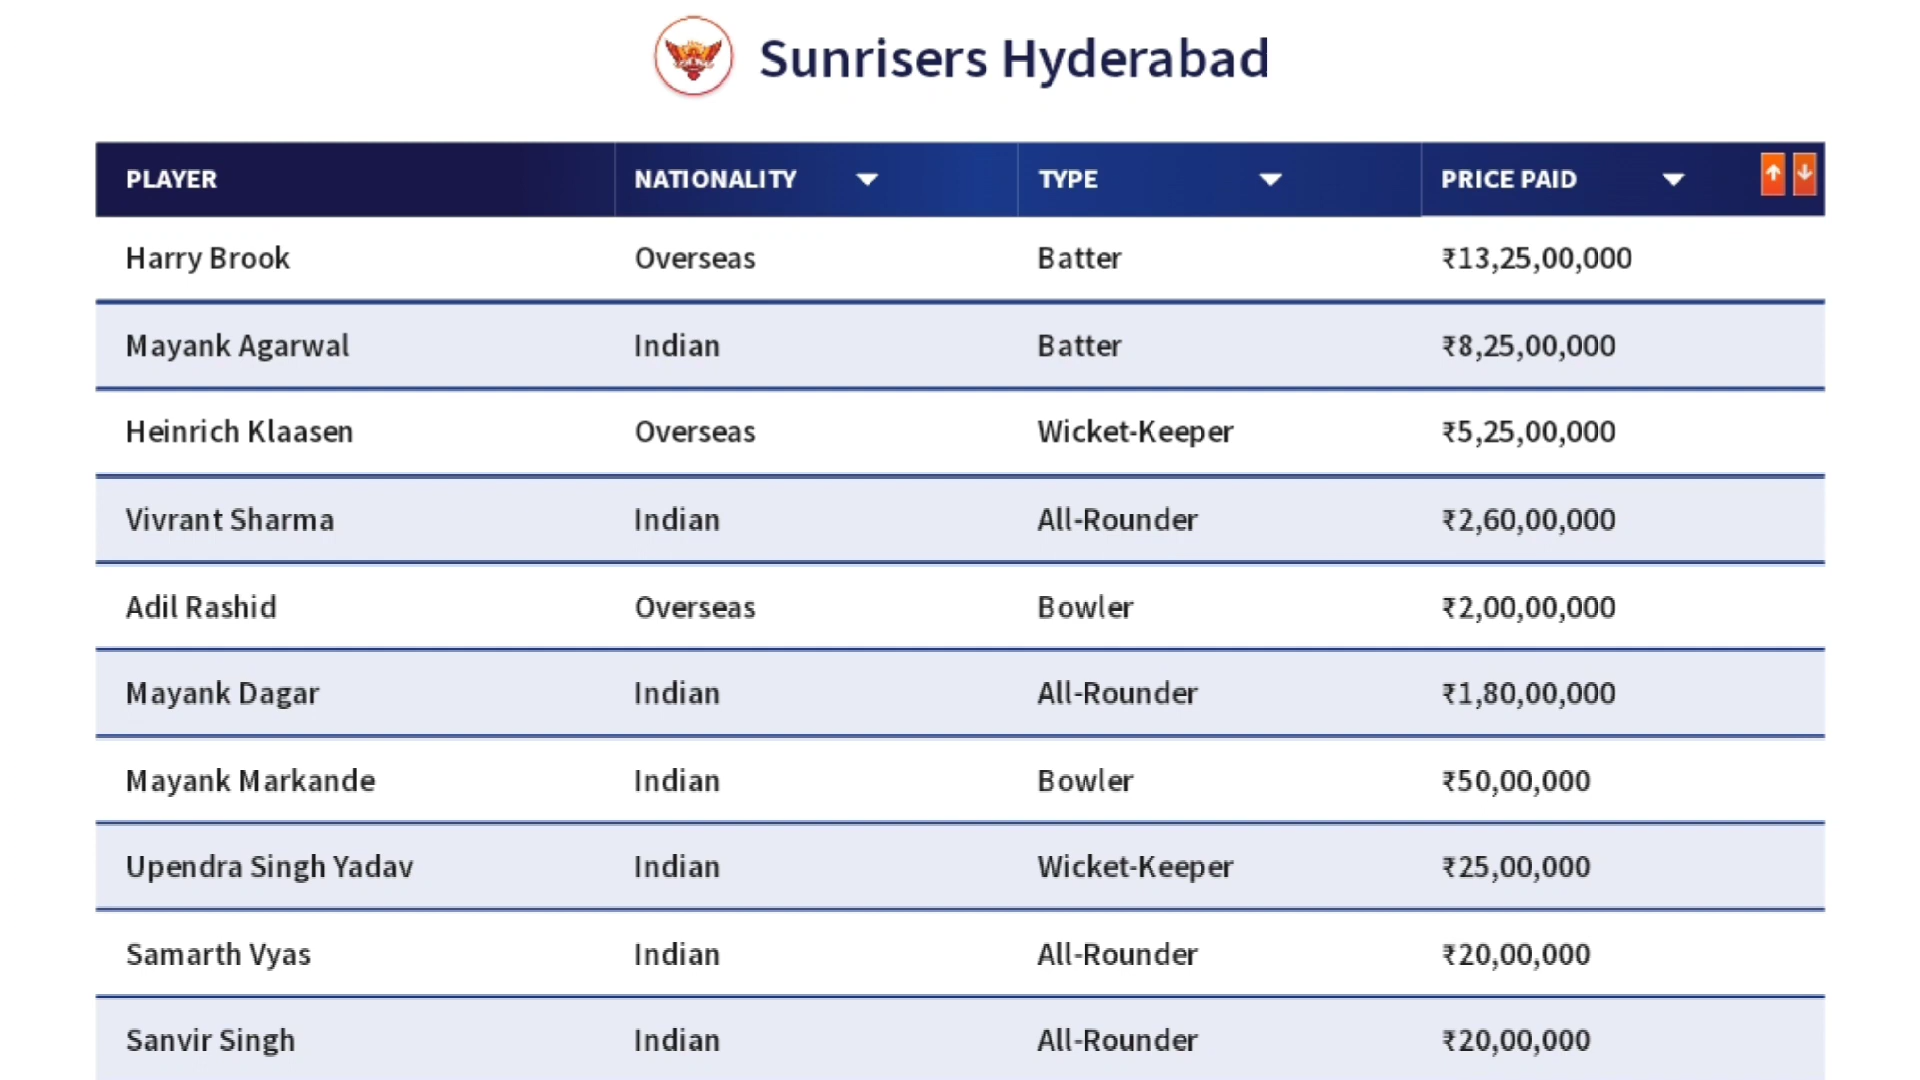 Sunrisers Hyderabad
PLAYER NATIONALITY TYPE PRICE PAID
Harry Brook Overseas Batter ₹13,25,00,000
Mayank Agarwal Indian Batter ₹8,25,00,000
Heinrich Klaasen Overseas Wicket-Keeper ₹5,25,00,000
Vivrant Sharma Indian All-Rounder ₹2,60,00,000
Adil Rashid Overseas Bowler ₹2,00,00,000
Mayank Dagar Indian All-Rounder ₹1,80,00,000
Mayank Markande Indian Bowler ₹50,00,000
Upendra Singh Yadav Indian Wicket-Keeper ₹25,00,000
Samarth Vyas Indian All-Rounder ₹20,00,000
Sanvir Singh Indian All-Rounder ₹20,00,000